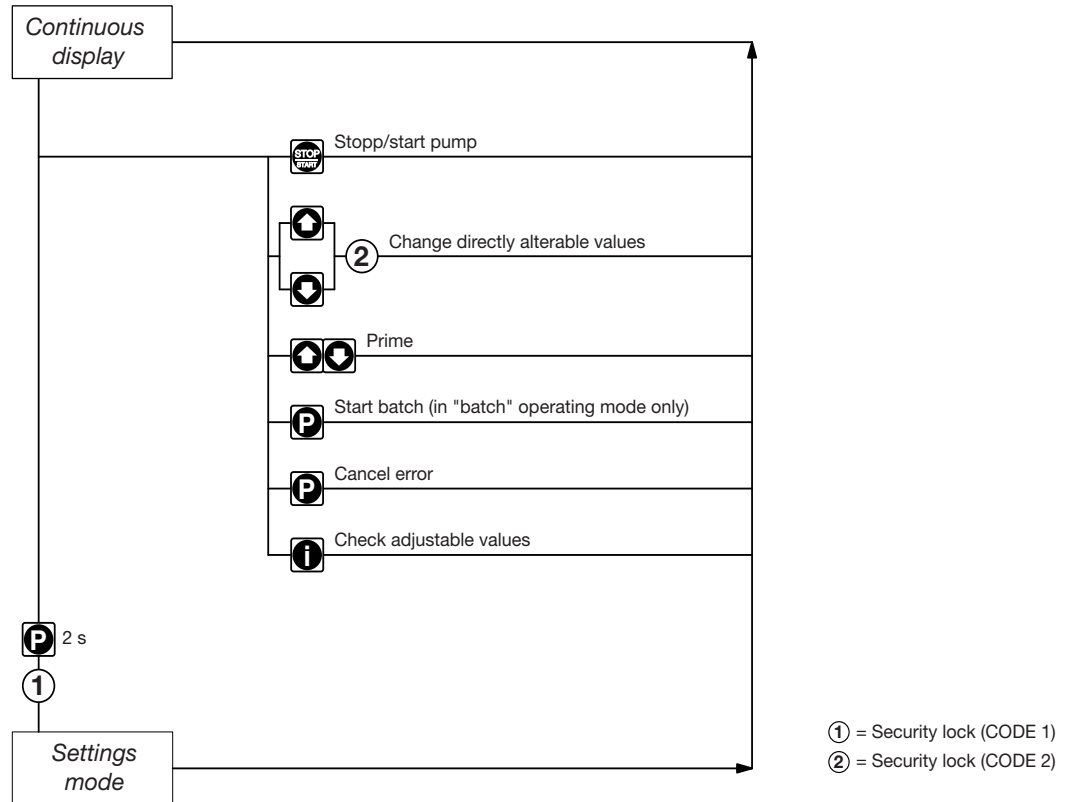 Continuous
display
STOP
START
Stopp/start pump
2
Change directly alterable values
Prime
P
Start batch (in "batch" operating mode only)
P
Cancel error
i
Check adjustable values
P 2 s
1
Settings
mode
1 = Security lock (CODE 1)
2 = Security lock (CODE 2)